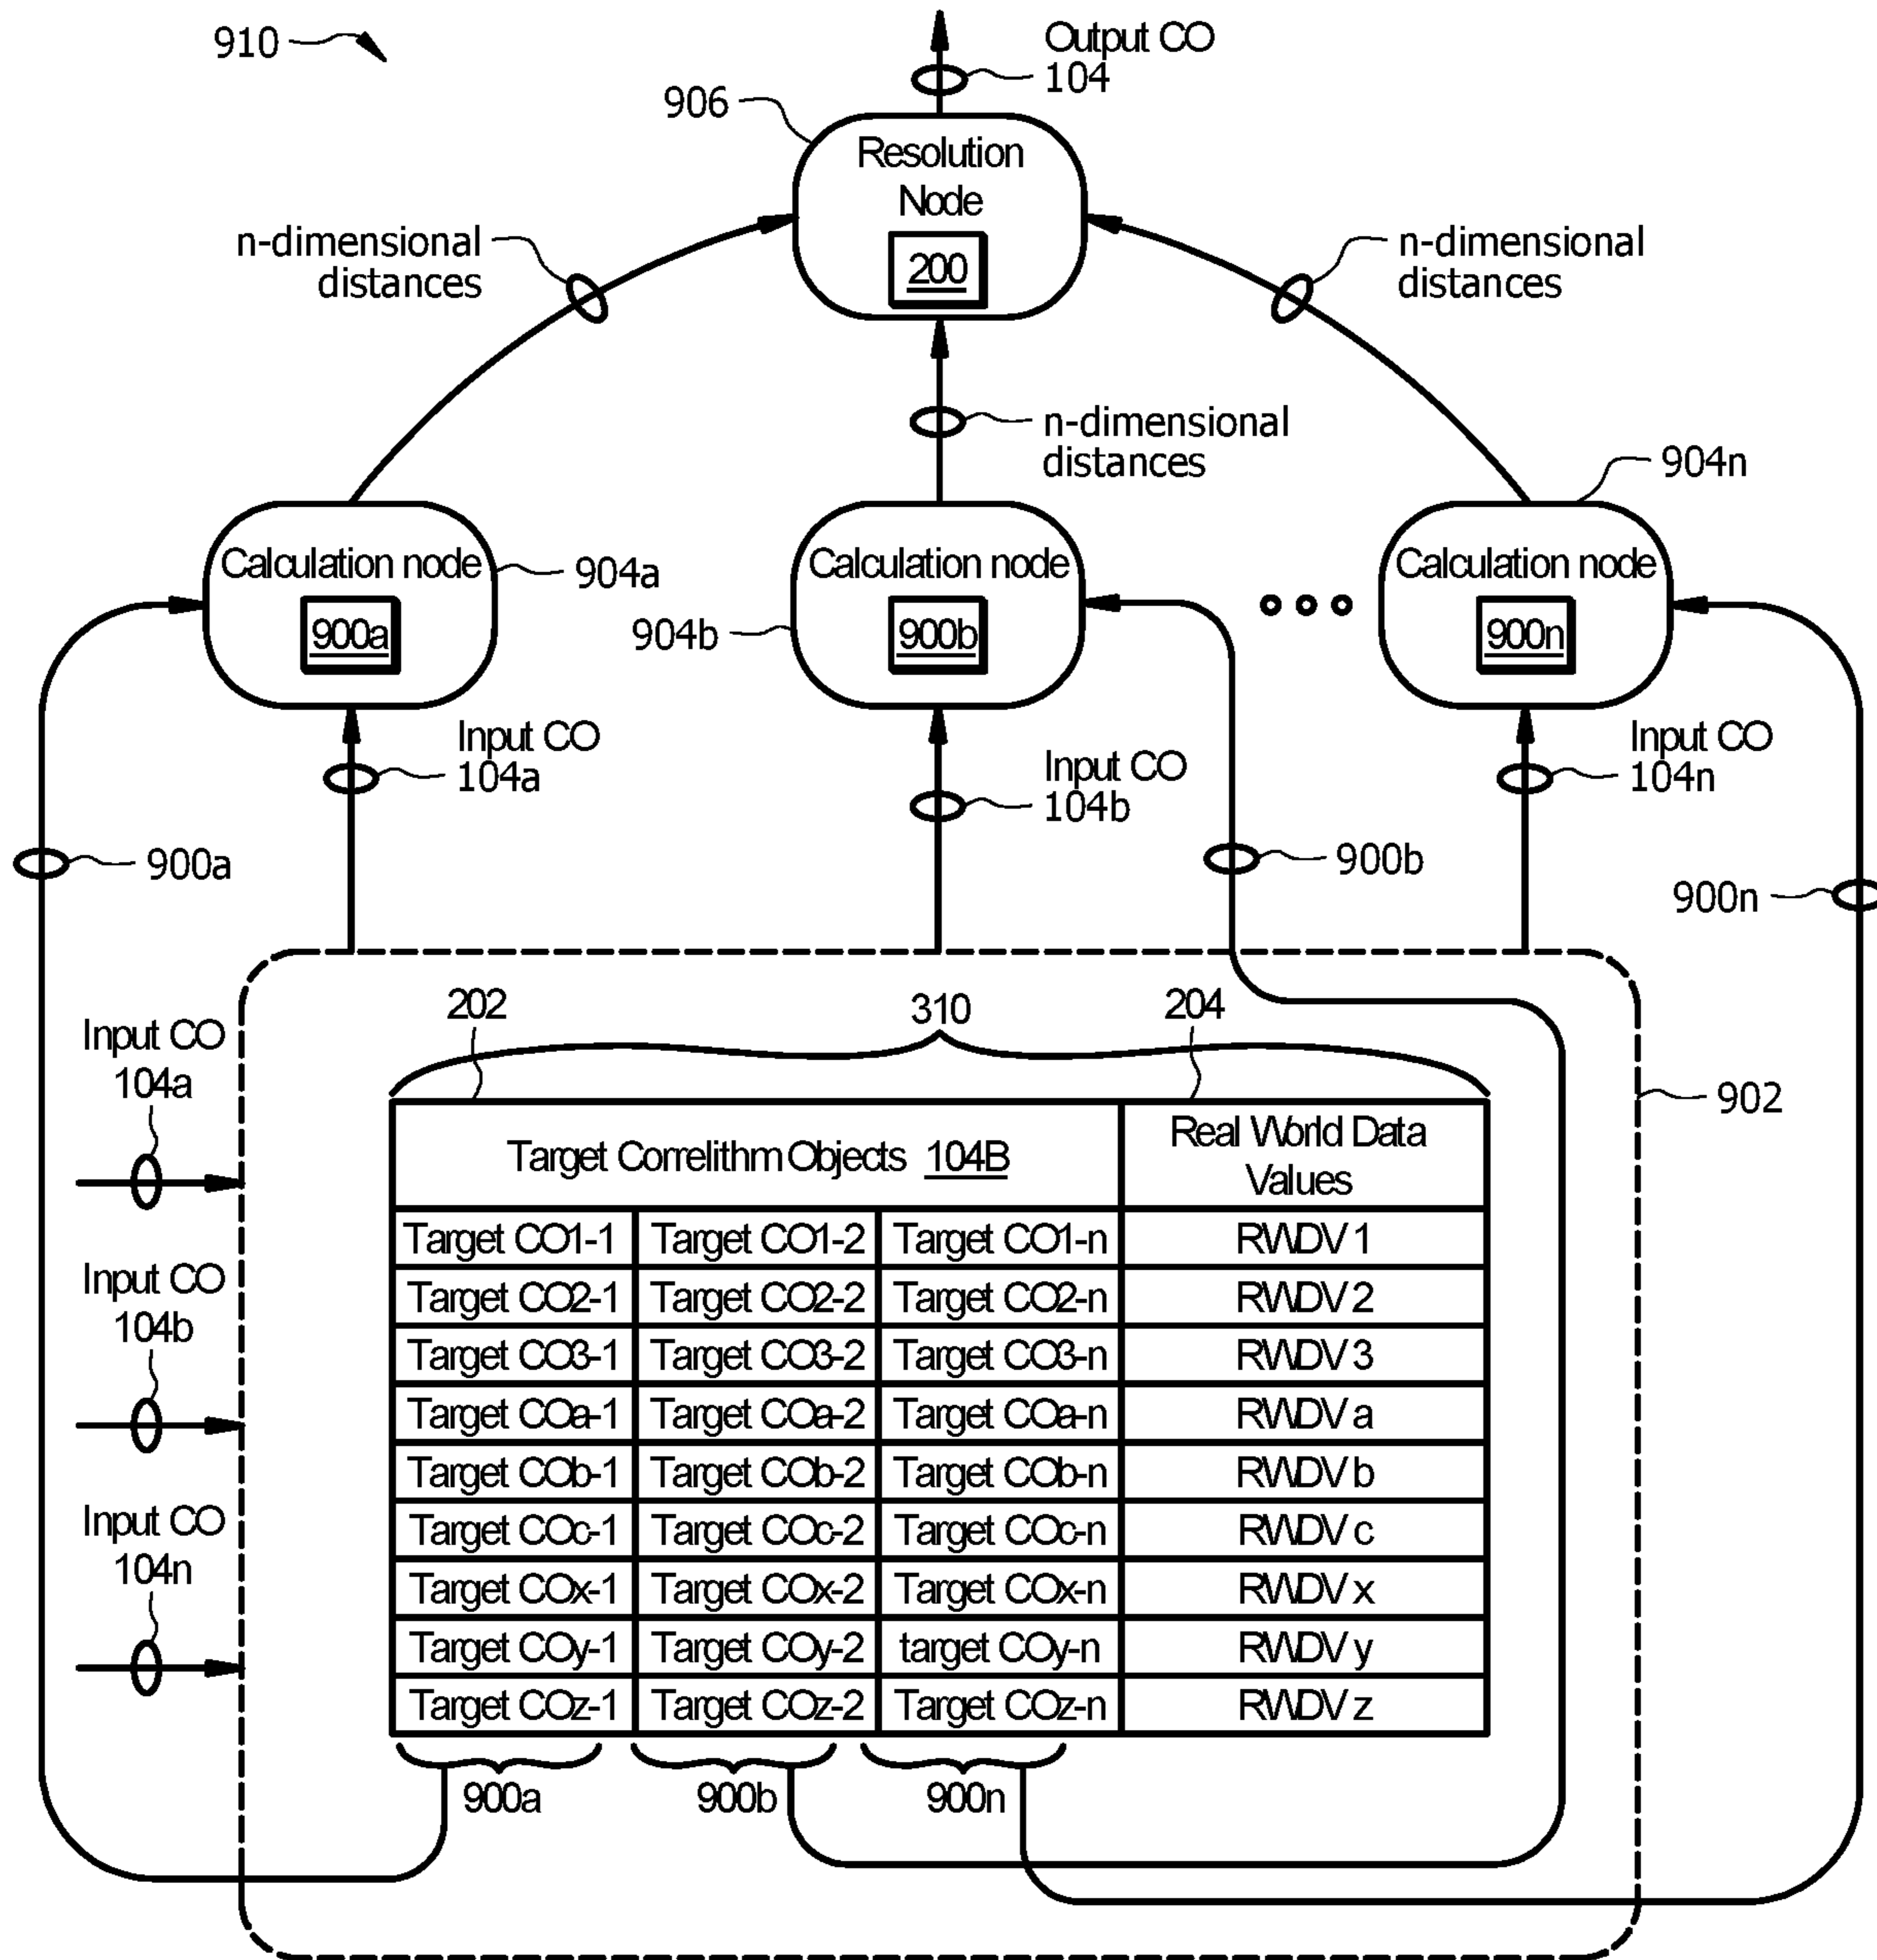 910
Output CO
104
906
Resolution
Node
200
n-dimensional
distances
n-dimensional
distances
n-dimensional
distances
904n
Calculation node
900a
904a
Calculation node
900b
904b
Calculation node
900n
Input CO
104a
Input CO
104b
Input CO
104n
900a
900b
900n
202
310
204
902
Input CO
104a
Input CO
104b
Input CO
104n
Target Correlithm Objects 104B
Real World Data
Values
Target CO1-1 Target CO1-2 Target CO1-n RWDV 1
Target CO2-1 Target CO2-2 Target CO2-n RWDV 2
Target CO3-1 Target CO3-2 Target CO3-n RWDV 3
Target COa-1 Target COa-2 Target COa-n RWDV a
Target COb-1 Target COb-2 Target COb-n RWDV b
Target COc-1 Target COc-2 Target COc-n RWDV c
Target COx-1 Target COx-2 Target COx-n RWDV x
Target COy-1 Target COy-2 target COy-n RWDV y
Target COz-1 Target COz-2 Target COz-n RWDV z
900a
900b
900n